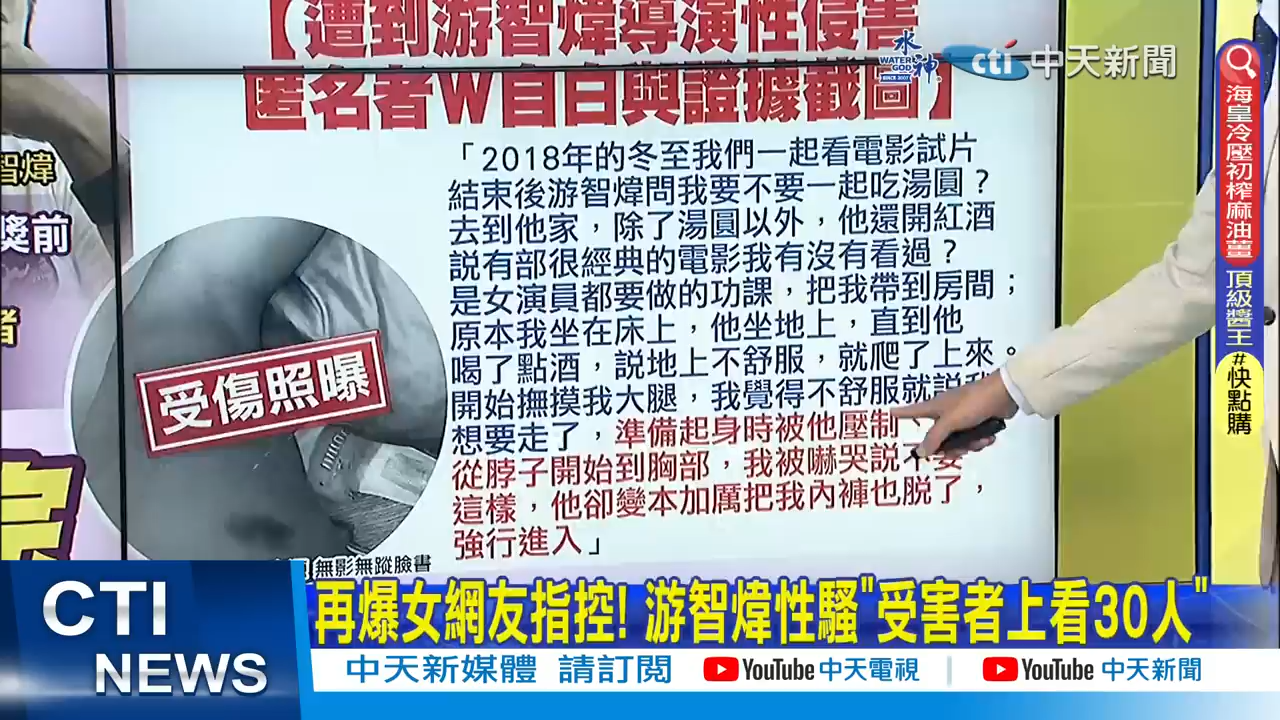 【遭到游智煒導演性侵害
匿名者W自白與證據截圖】
水神
WATER GOD
SINCE 2007
cti 中天新聞
智煒
獎前
「2018年的冬至我們一起看電影試片
結束後游智煒問我要不要一起吃湯圓？
去到他家，除了湯圓以外，他還開紅酒
說有部很經典的電影我有沒有看過？
是女演員都要做的功課，把我帶到房間；
原本我坐在床上，他坐地上，直到他
喝了點酒，說地上不舒服，就爬了上來。
開始撫摸我大腿，我覺得不舒服就說我
想要走了，準備起身時被他壓制、
從脖子開始到胸部，我被嚇哭說不要
這樣，他卻變本加厲把我內褲也脫了，
強行進入」
受傷照曝
無影無蹤臉書
海皇冷壓初榨麻油薑
頂級醬王
#快點購
CTI
NEWS
再爆女網友指控! 游智煒性騷"受害者上看30人"
中天新媒體 請訂閱 YouTube 中天電視 | YouTube 中天新聞